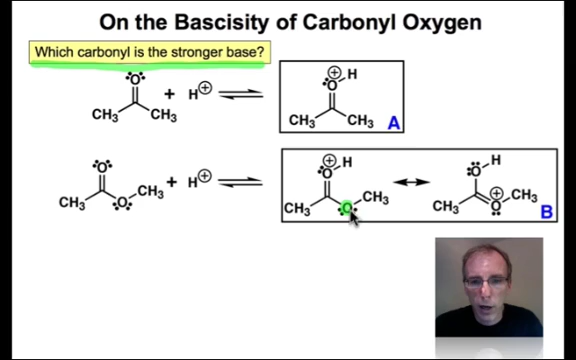 On the Bascisity of Carbonyl Oxygen
Which carbonyl is the stronger base?
O
CH₃ CH₃ + H⊕ ⇌
⊕ H
O
CH₃ CH₃ A
O
CH₃ O CH₃ + H⊕ ⇌
⊕ H
O
CH₃ O CH₃ ↔
H
O
CH₃ ⊕ O CH₃ B